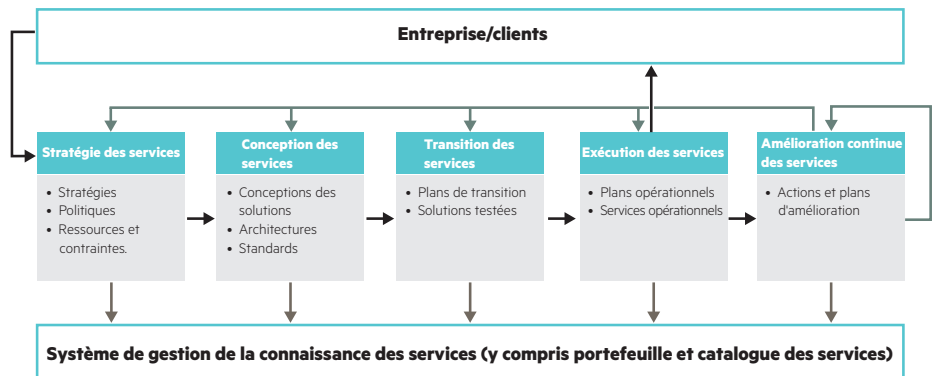 Entreprise/clients
Stratégie des services
• Stratégies
• Politiques
• Ressources et
contraintes.
Conception des
services
• Conceptions des
solutions
• Architectures
• Standards
Transition des
services
• Plans de transition
• Solutions testées
Exécution des services
• Plans opérationnels
• Services opérationnels
Amélioration continue
des services
• Actions et plans
d'amélioration
Système de gestion de la connaissance des services (y compris portefeuille et catalogue des services)